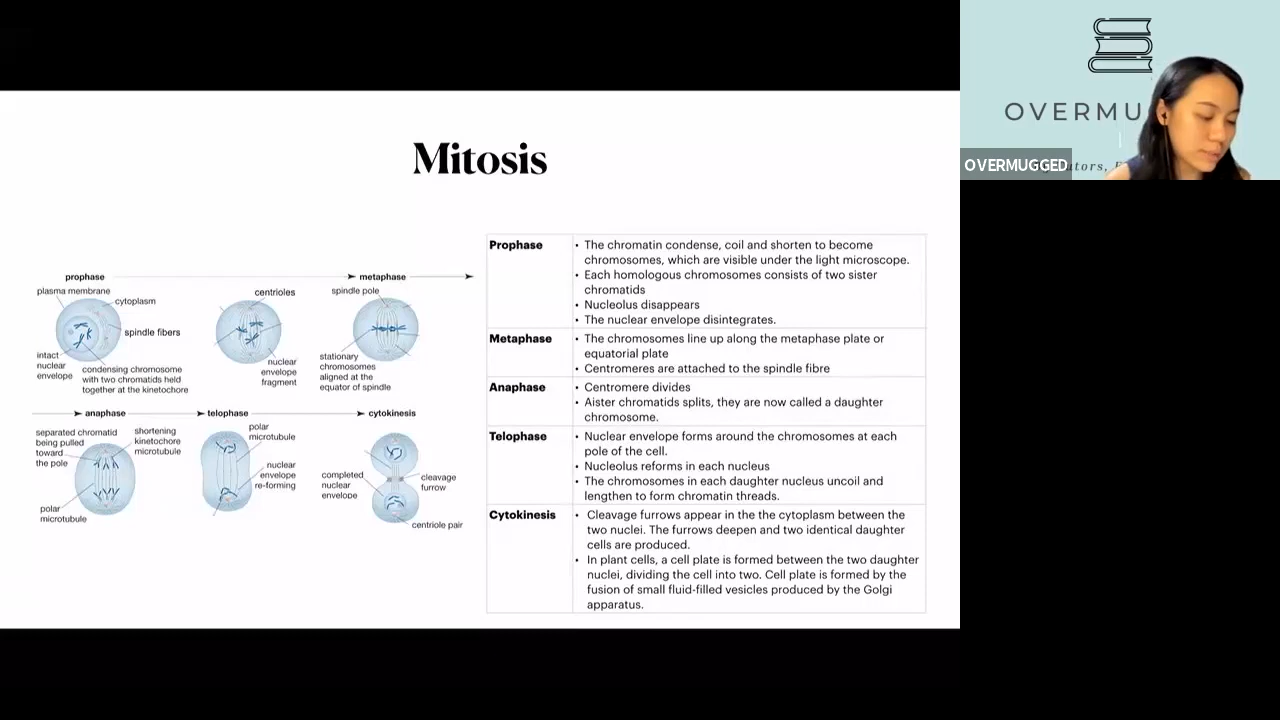 Mitosis
prophase
metaphase
plasma membrane
cytoplasm
spindle fibers
intact
nuclear
envelope
condensing chromosome
with two chromatids held
together at the kinetochore
centrioles
nuclear
envelope
fragment
spindle pole
stationary
chromosomes
aligned at the
equator of spindle
anaphase
telophase
cytokinesis
separated chromatid
being pulled
toward
the pole
shortening
kinetochore
microtubule
polar
microtubule
polar
microtubule
nuclear
envelope
re-forming
completed
nuclear
envelope
cleavage
furrow
centriole pair
Prophase
• The chromatin condense, coil and shorten to become
chromosomes, which are visible under the light microscope.
• Each homologous chromosomes consists of two sister
chromatids
• Nucleolus disappears
• The nuclear envelope disintegrates.
Metaphase
• The chromosomes line up along the metaphase plate or
equatorial plate
• Centromeres are attached to the spindle fibre
Anaphase
• Centromere divides
• Aister chromatids splits, they are now called a daughter
chromosome.
Telophase
• Nuclear envelope forms around the chromosomes at each
pole of the cell.
• Nucleolus reforms in each nucleus
• The chromosomes in each daughter nucleus uncoil and
lengthen to form chromatin threads.
Cytokinesis
• Cleavage furrows appear in the the cytoplasm between the
two nuclei. The furrows deepen and two identical daughter
cells are produced.
• In plant cells, a cell plate is formed between the two daughter
nuclei, dividing the cell into two. Cell plate is formed by the
fusion of small fluid-filled vesicles produced by the Golgi
apparatus.
OVERMU
OVERMUGGED